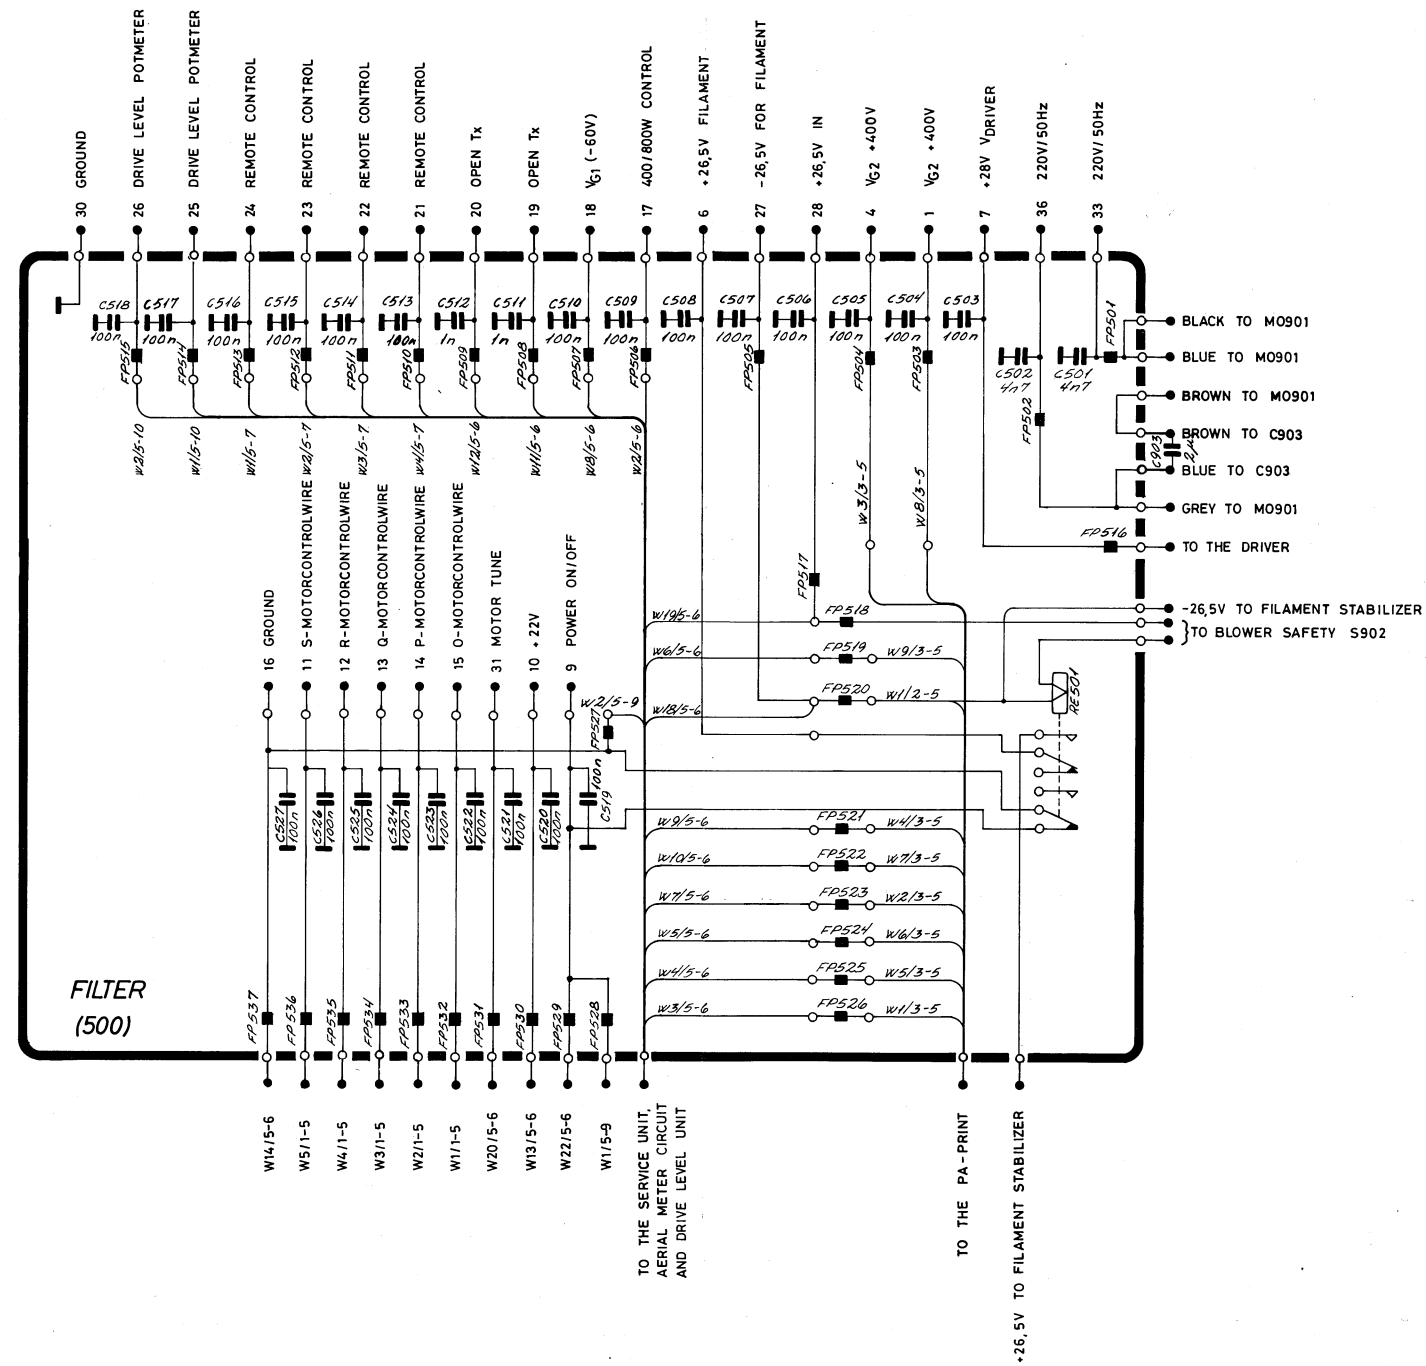 30 GROUND
26 DRIVE LEVEL POTMETER
25 DRIVE LEVEL POTMETER
24 REMOTE CONTROL
23 REMOTE CONTROL
22 REMOTE CONTROL
21 REMOTE CONTROL
20 OPEN Tx
19 OPEN Tx
18 VG1 (-60V)
17 400/800W CONTROL
6 +26,5V FILAMENT
27 -26,5V FOR FILAMENT
28 +26,5V IN
4 VG2 +400V
1 VG2 +400V
7 +28V VDRIVER
36 220V/50Hz
33 220V/50Hz
C518 100n
C517 100n
C516 100n
C515 100n
C514 100n
C513 100n
C512 1n
C511 1n
C510 100n
C509 100n
C508 100n
C507 100n
C506 100n
C505 100n
C504 100n
C503 100n
C502 4n7
C501 4n7
FP515
FP514
FP513
FP512
FP511
FP510
FP509
FP508
FP507
FP506
FP505
FP504
FP503
FP502
FP501
BLACK TO MO901
BLUE TO MO901
BROWN TO MO901
BROWN TO C903
C903 2µ
BLUE TO C903
GREY TO MO901
FP516
TO THE DRIVER
W2/5-10
W1/5-10
W1/5-7
W2/5-7
W3/5-7
W4/5-7
W12/5-6
W11/5-6
W8/5-6
W2/5-6
W3/3-5
W8/3-5
FP517
16 GROUND
11 S-MOTORCONTROLWIRE
12 R-MOTORCONTROLWIRE
13 Q-MOTORCONTROLWIRE
14 P-MOTORCONTROLWIRE
15 O-MOTORCONTROLWIRE
31 MOTOR TUNE
10 +22V
9 POWER ON/OFF
W19/5-6 FP518
-26,5V TO FILAMENT STABILIZER
TO BLOWER SAFETY S902
W6/5-6 FP519 W9/3-5
W18/5-6 FP520 W1/2-5
RE501
W2/5-9
FP527
C527 100n
C526 100n
C525 100n
C524 100n
C523 100n
C522 100n
C521 100n
C520 100n
C519 100n
W9/5-6 FP521 W4/3-5
W10/5-6 FP522 W7/3-5
W7/5-6 FP523 W2/3-5
W5/5-6 FP524 W6/3-5
W4/5-6 FP525 W5/3-5
W3/5-6 FP526 W1/3-5
FILTER
(500)
FP537
FP536
FP535
FP534
FP533
FP532
FP531
FP530
FP529
FP528
W14/5-6
W5/1-5
W4/1-5
W3/1-5
W2/1-5
W1/1-5
W20/5-6
W13/5-6
W22/5-6
W1/5-9
TO THE SERVICE UNIT,
AERIAL METER CIRCUIT
AND DRIVE LEVEL UNIT
TO THE PA-PRINT
+26,5V TO FILAMENT STABILIZER